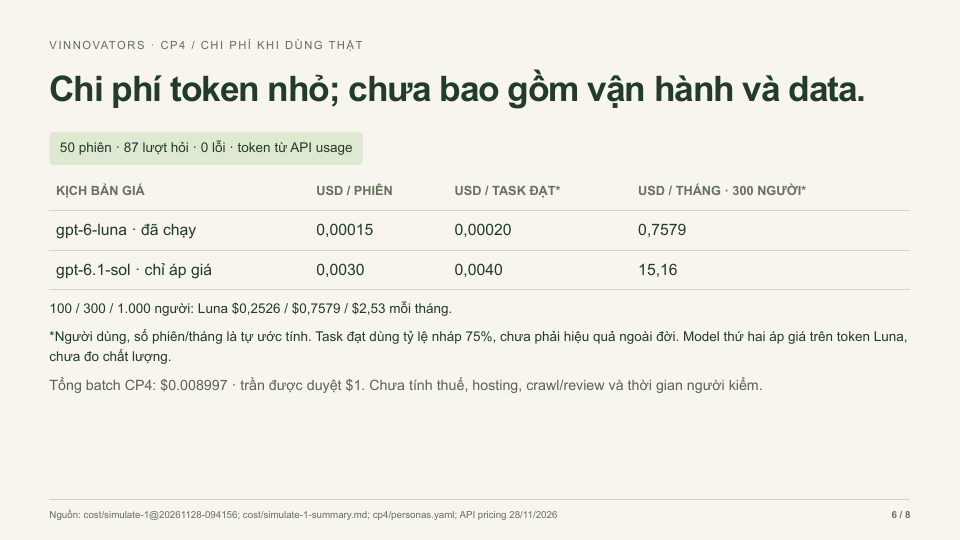 VINNOVATORS · CP4 / CHI PHÍ KHI DÙNG THẬT
Chi phí token nhỏ; chưa bao gồm vận hành và data.
50 phiên · 87 lượt hỏi · 0 lỗi · token từ API usage
KỊCH BẢN GIÁ USD / PHIÊN USD / TASK ĐẠT* USD / THÁNG · 300 NGƯỜI*
gpt-6-luna · đã chạy 0,00015 0,00020 0,7579
gpt-6.1-sol · chỉ áp giá 0,0030 0,0040 15,16
100 / 300 / 1.000 người: Luna $0,2526 / $0,7579 / $2,53 mỗi tháng.
*Người dùng, số phiên/tháng là tự ước tính. Task đạt dùng tỷ lệ nháp 75%, chưa phải hiệu quả ngoài đời. Model thứ hai áp giá trên token Luna,
chưa đo chất lượng.
Tổng batch CP4: $0.008997 · trần được duyệt $1. Chưa tính thuế, hosting, crawl/review và thời gian người kiểm.
Nguồn: cost/simulate-1@20261128-094156; cost/simulate-1-summary.md; cp4/personas.yaml; API pricing 28/11/2026 6 / 8